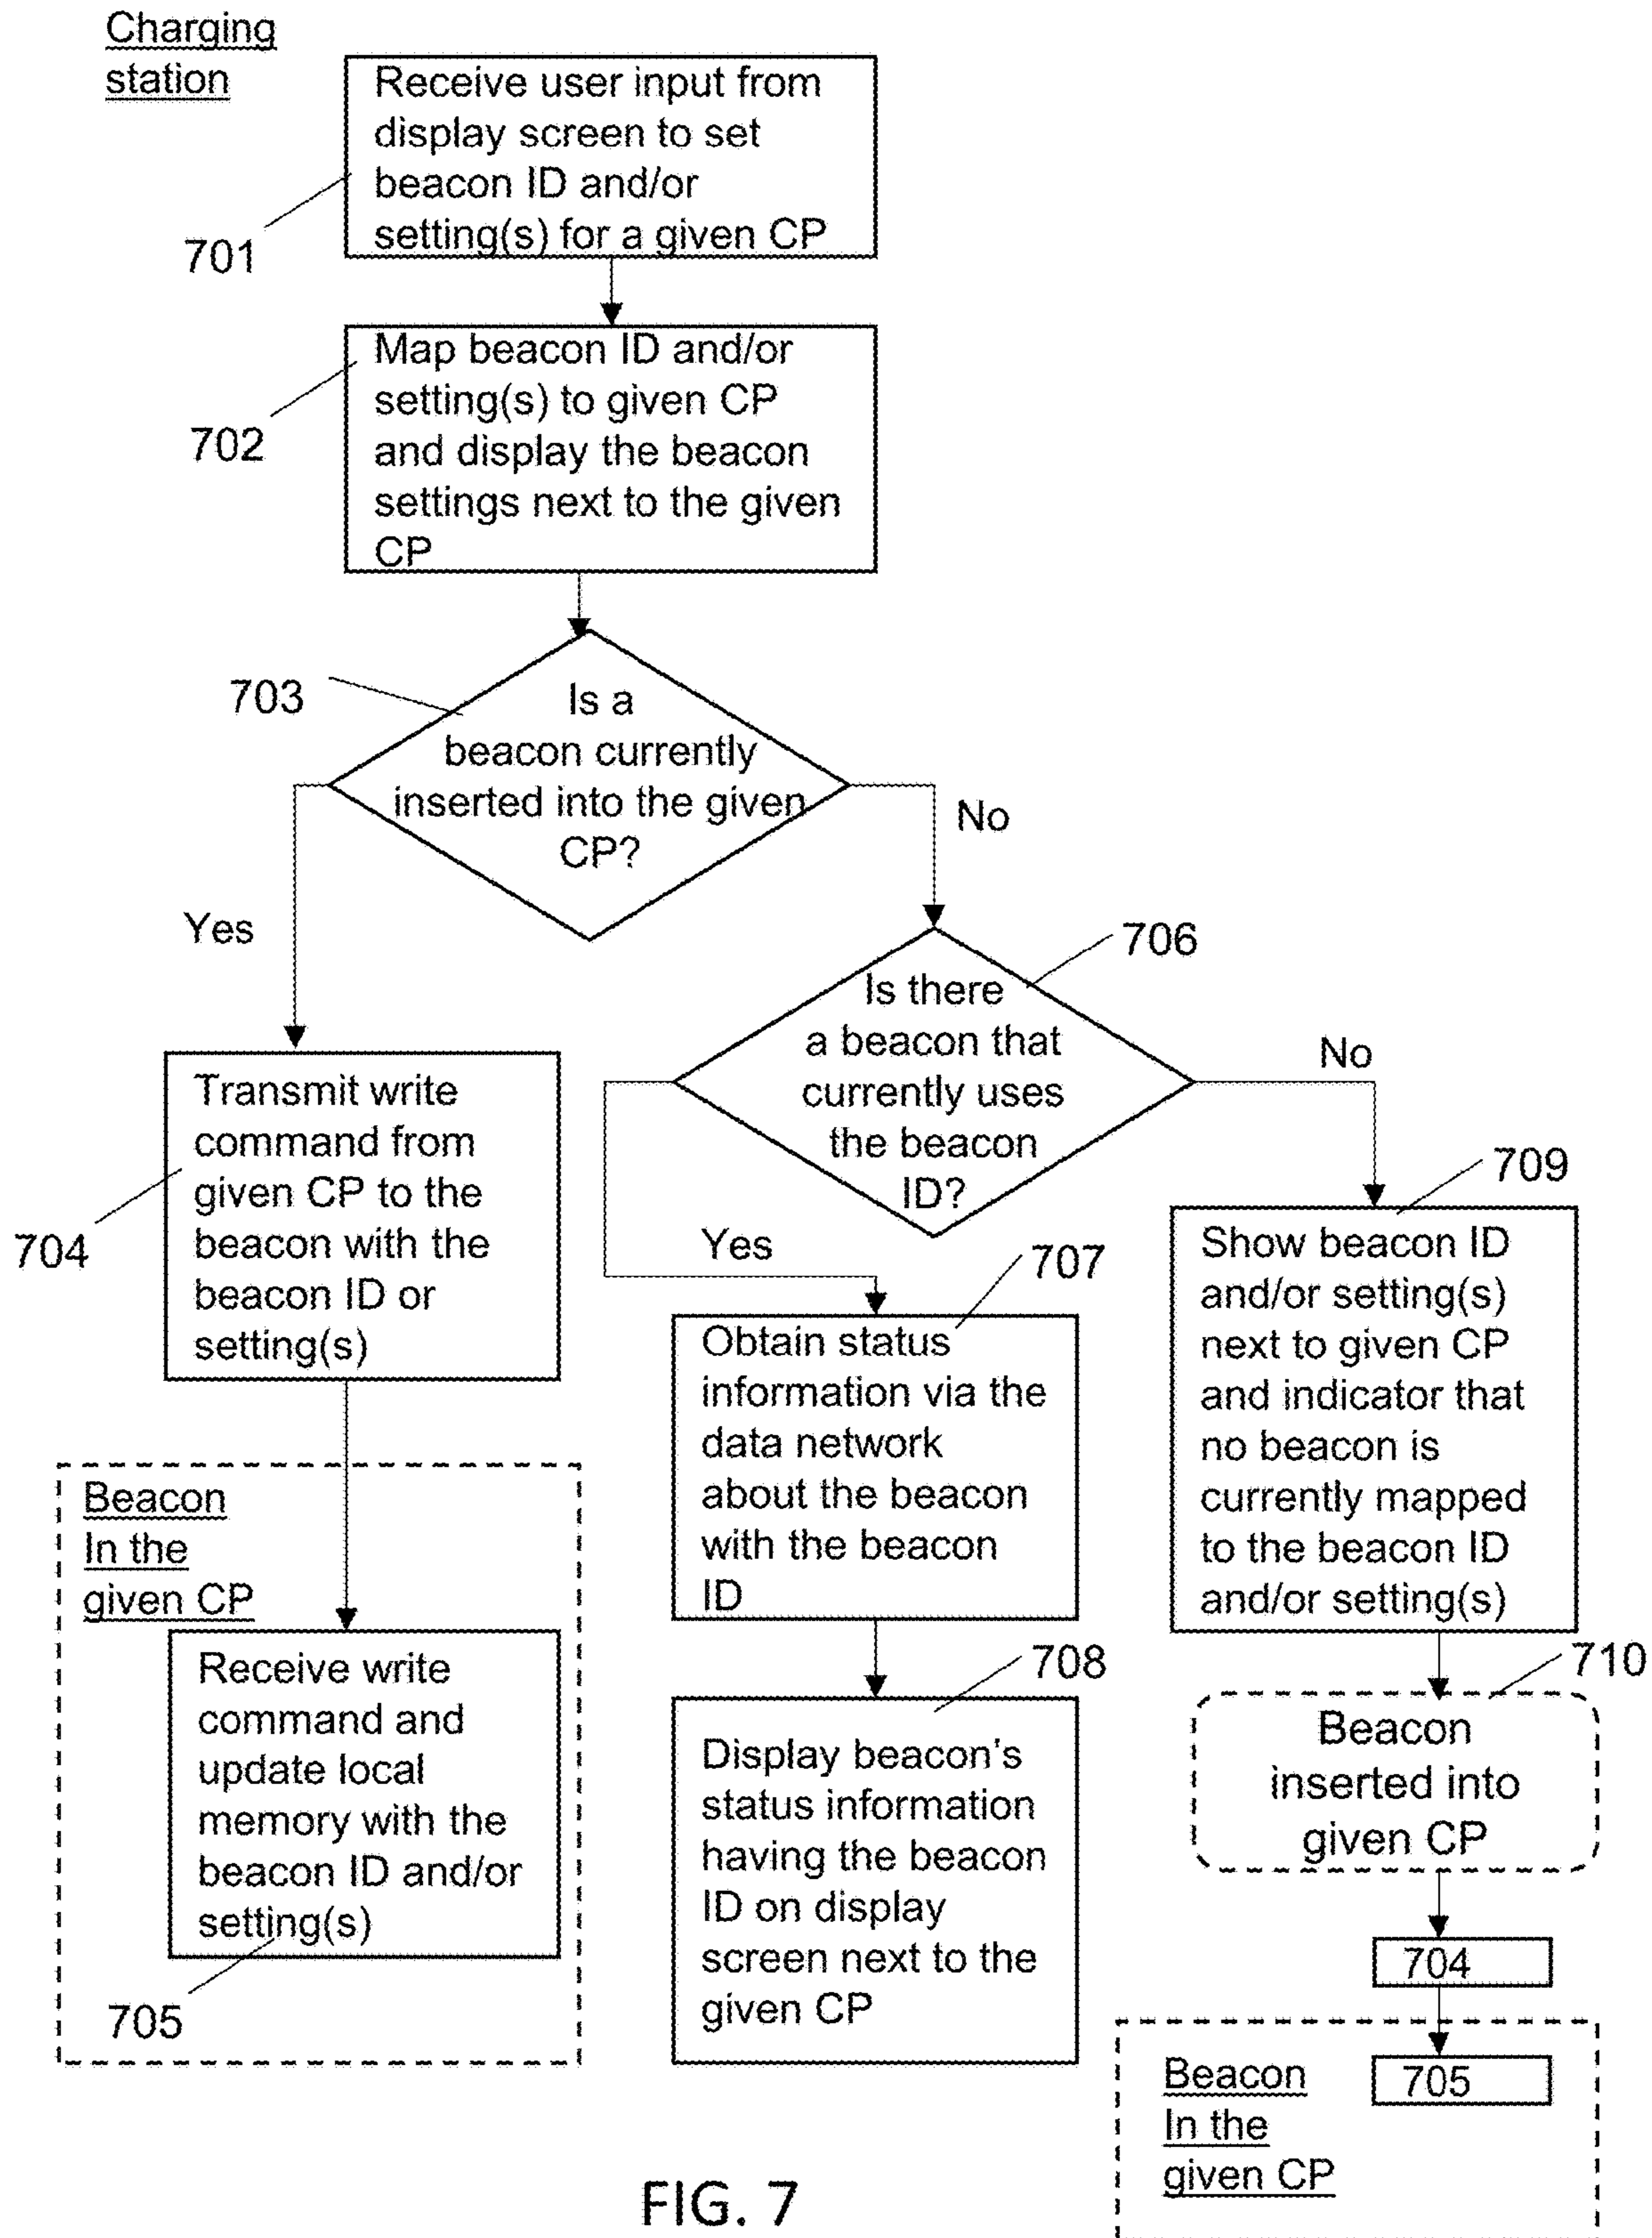 Charging
station
Receive user input from
display screen to set
beacon ID and/or
setting(s) for a given CP
701
Map beacon ID and/or
setting(s) to given CP
and display the beacon
settings next to the given
CP
702
703
Is a
beacon currently
inserted into the given
CP?
Yes
No
706
Is there
a beacon that
currently uses
the beacon
ID?
Yes
No
Transmit write
command from
given CP to the
beacon with the
beacon ID or
setting(s)
704
Beacon
In the
given CP
Receive write
command and
update local
memory with the
beacon ID and/or
setting(s)
705
707
Obtain status
information via the
data network
about the beacon
with the beacon
ID
708
Display beacon's
status information
having the beacon
ID on display
screen next to the
given CP
709
Show beacon ID
and/or setting(s)
next to given CP
and indicator that
no beacon is
currently mapped
to the beacon ID
and/or setting(s)
710
Beacon
inserted into
given CP
704
705
Beacon
In the
given CP
FIG. 7